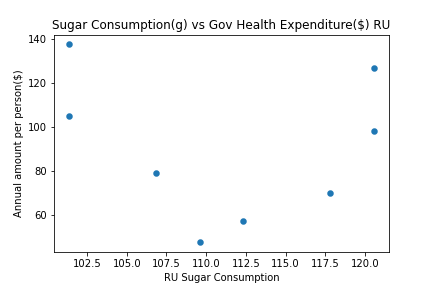 Sugar Consumption(g) vs Gov Health Expenditure($) RU
140
120
100
80
60
Annual amount per person($)
102.5 105.0 107.5 110.0 112.5 115.0 117.5 120.0
RU Sugar Consumption